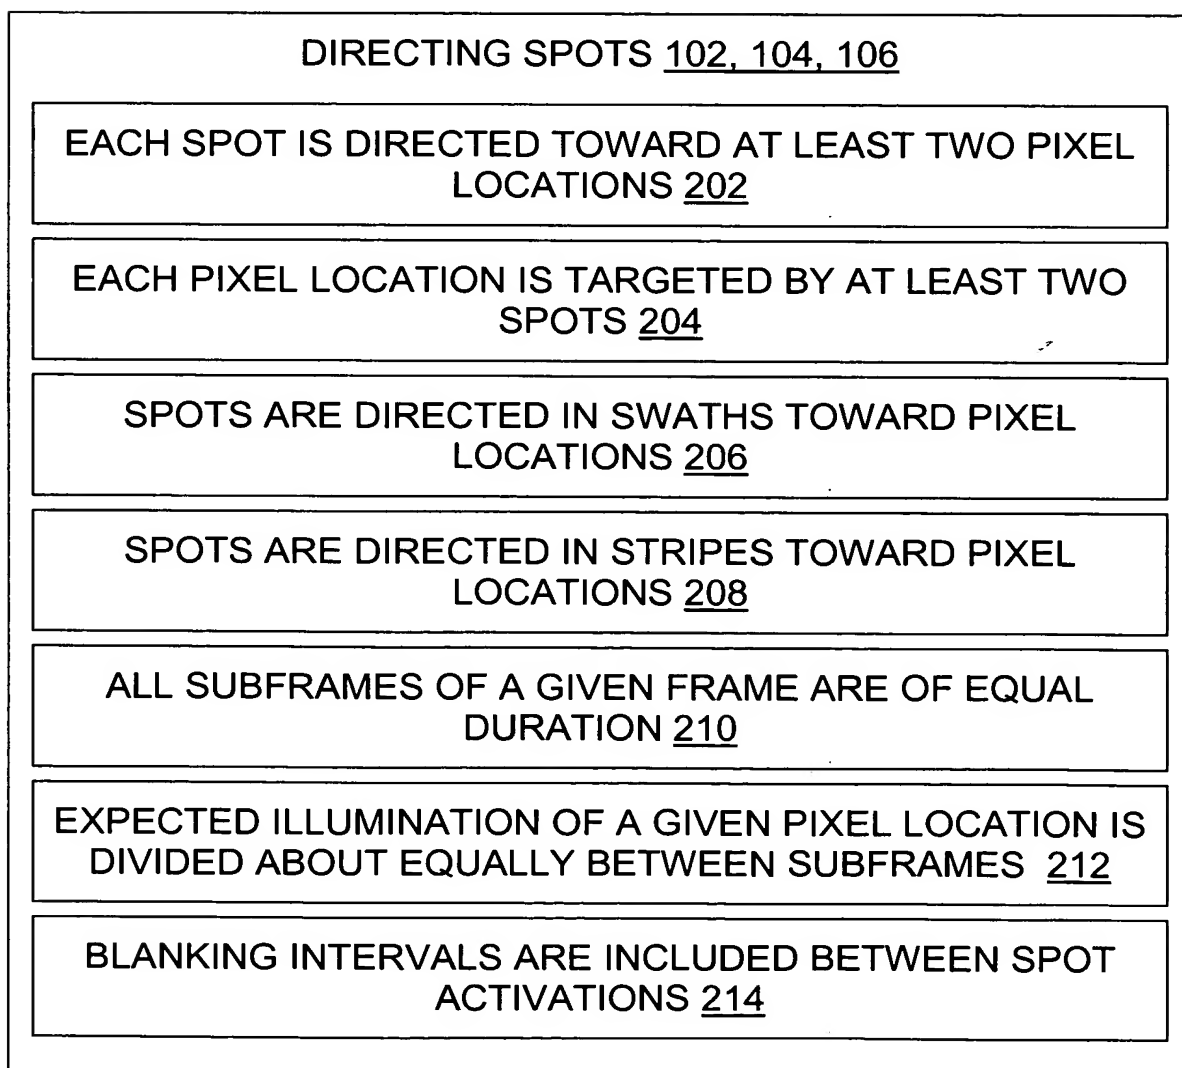 DIRECTING SPOTS 102, 104, 106
EACH SPOT IS DIRECTED TOWARD AT LEAST TWO PIXEL
LOCATIONS 202
EACH PIXEL LOCATION IS TARGETED BY AT LEAST TWO
SPOTS 204
SPOTS ARE DIRECTED IN SWATHS TOWARD PIXEL
LOCATIONS 206
SPOTS ARE DIRECTED IN STRIPES TOWARD PIXEL
LOCATIONS 208
ALL SUBFRAMES OF A GIVEN FRAME ARE OF EQUAL
DURATION 210
EXPECTED ILLUMINATION OF A GIVEN PIXEL LOCATION IS
DIVIDED ABOUT EQUALLY BETWEEN SUBFRAMES 212
BLANKING INTERVALS ARE INCLUDED BETWEEN SPOT
ACTIVATIONS 214